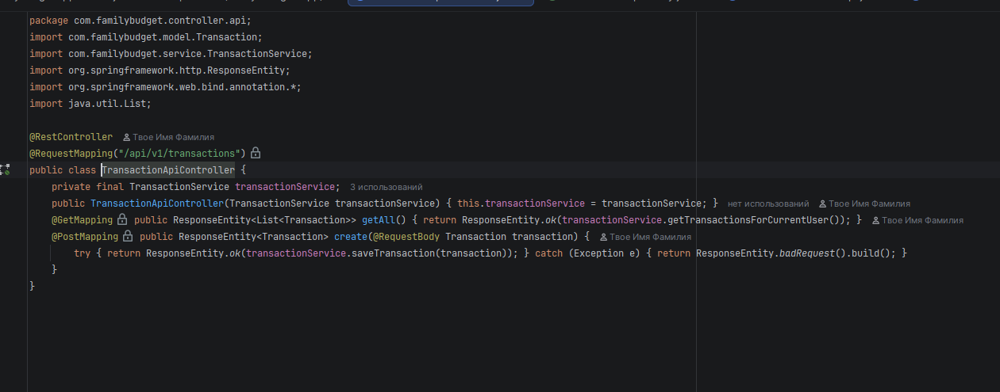 package com.familybudget.controller.api;
import com.familybudget.model.Transaction;
import com.familybudget.service.TransactionService;
import org.springframework.http.ResponseEntity;
import org.springframework.web.bind.annotation.*;
import java.util.List;
@RestController Твое Имя Фамилия
@RequestMapping("/api/v1/transactions")
public class TransactionApiController {
private final TransactionService transactionService; 3 использований
public TransactionApiController(TransactionService transactionService) { this.transactionService = transactionService; } нет использований Твое Имя Фамилия
@GetMapping public ResponseEntity<List<Transaction>> getAll() { return ResponseEntity.ok(transactionService.getTransactionsForCurrentUser()); } Твое Имя Фамилия
@PostMapping public ResponseEntity<Transaction> create(@RequestBody Transaction transaction) { Твое Имя Фамилия
try { return ResponseEntity.ok(transactionService.saveTransaction(transaction)); } catch (Exception e) { return ResponseEntity.badRequest().build(); }
}
}